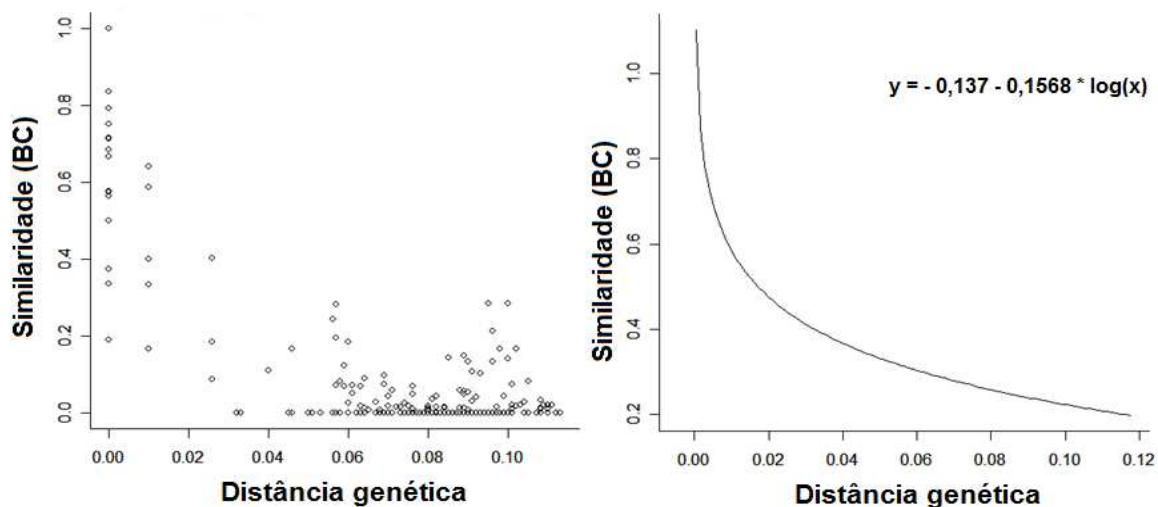 Similaridade (BC)
1.0
0.8
0.6
0.4
0.2
0.0
0.00 0.02 0.04 0.06 0.08 0.10
Distância genética
y = - 0,137 - 0,1568 * log(x)
Similaridade (BC)
1.0
0.8
0.6
0.4
0.2
0.00 0.02 0.04 0.06 0.08 0.10 0.12
Distância genética